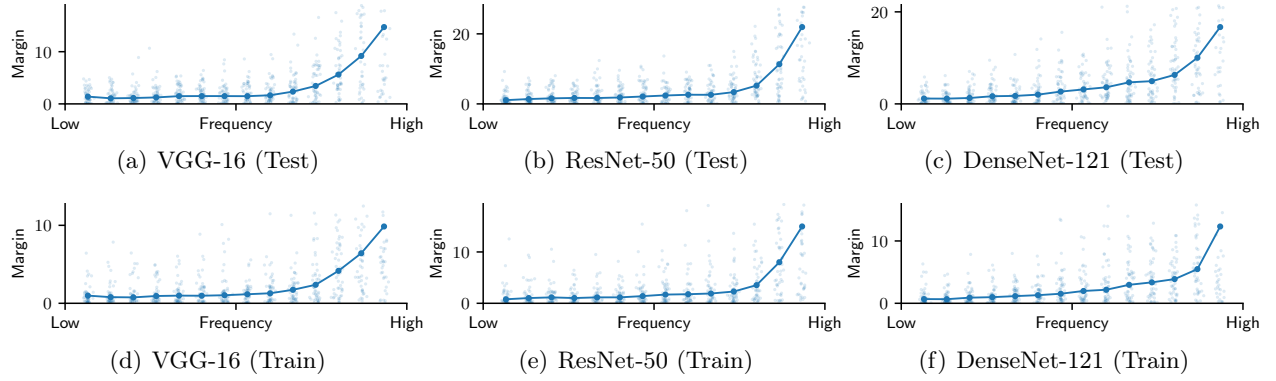 Margin
10
0
Low
Frequency
High
(a) VGG-16 (Test)
Margin
20
0
Low
Frequency
High
(b) ResNet-50 (Test)
Margin
20
0
Low
Frequency
High
(c) DenseNet-121 (Test)
Margin
10
0
Low
Frequency
High
(d) VGG-16 (Train)
Margin
10
0
Low
Frequency
High
(e) ResNet-50 (Train)
Margin
10
0
Low
Frequency
High
(f) DenseNet-121 (Train)